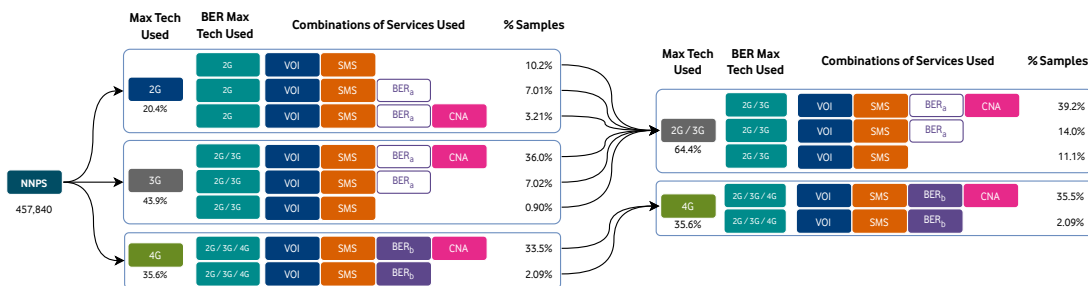 Max Tech Used BER Max Tech Used Combinations of Services Used % Samples
2G 20.4%
2G VOI SMS 10.2%
2G VOI SMS BERa 7.01%
2G VOI SMS BERa CNA 3.21%
NNPS 457,840
3G 43.9%
2G / 3G VOI SMS BERa CNA 36.0%
2G / 3G VOI SMS BERa 7.02%
2G / 3G VOI SMS 0.90%
4G 35.6%
2G / 3G / 4G VOI SMS BERb CNA 33.5%
2G / 3G / 4G VOI SMS BERb 2.09%
Max Tech Used BER Max Tech Used Combinations of Services Used % Samples
2G / 3G 64.4%
2G / 3G VOI SMS BERa CNA 39.2%
2G / 3G VOI SMS BERa 14.0%
2G / 3G VOI SMS 11.1%
4G 35.6%
2G / 3G / 4G VOI SMS BERb CNA 35.5%
2G / 3G / 4G VOI SMS BERb 2.09%